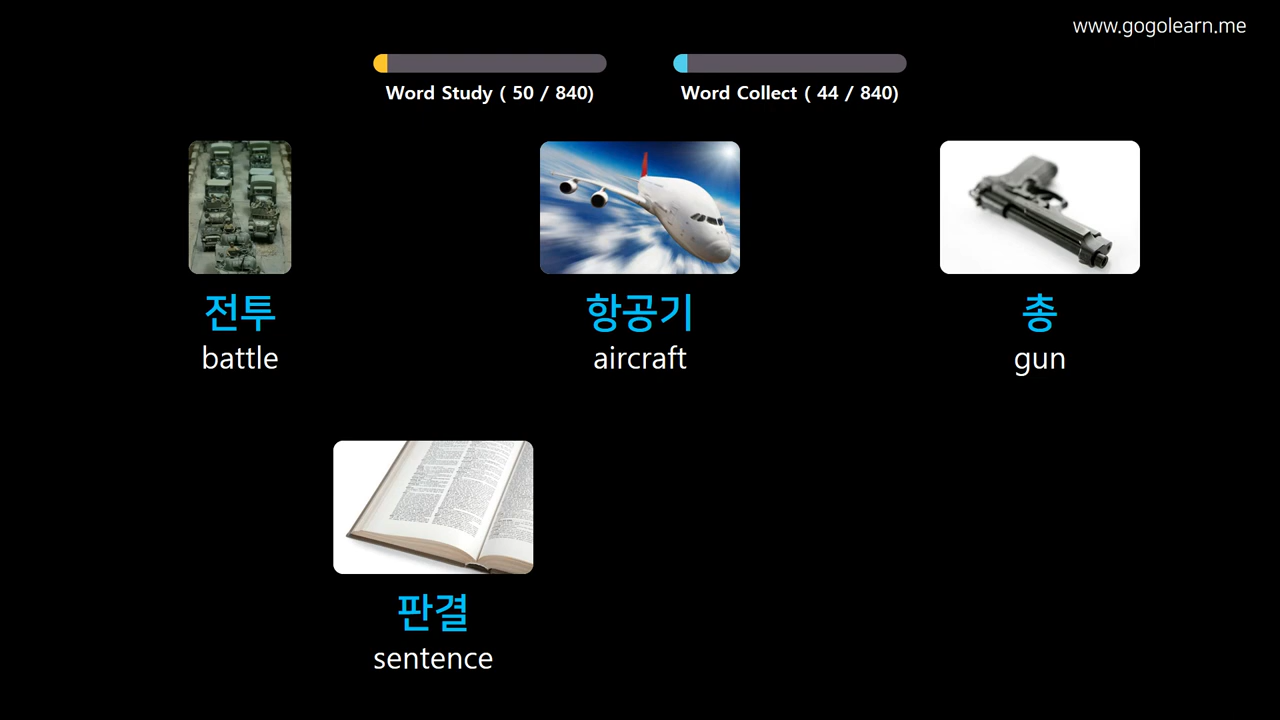 www.gogolearn.me
Word Study ( 50 / 840)
Word Collect ( 44 / 840)
전투
battle
항공기
aircraft
총
gun
판결
sentence